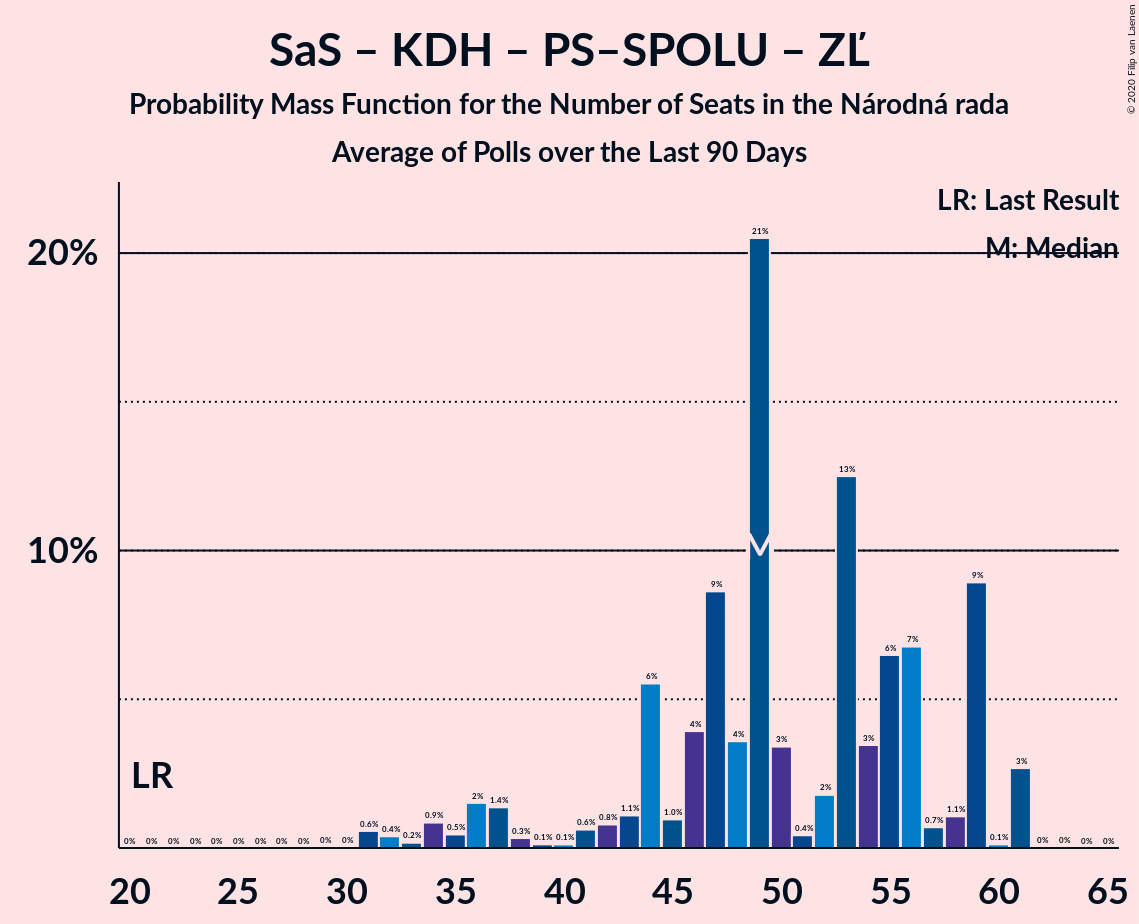 SaS – KDH – PS–SPOLU – ZĽ
Probability Mass Function for the Number of Seats in the Národná rada
Average of Polls over the Last 90 Days
© 2020 Filip van Laenen
LR: Last Result
M: Median
20%
10%
LR
M
0% 0% 0% 0% 0% 0% 0% 0% 0% 0% 0% 0.6% 0.4% 0.2% 0.9% 0.5% 2% 1.4% 0.3% 0.1% 0.1% 0.6% 0.8% 1.1% 6% 1.0% 4% 9% 4% 21% 3% 0.4% 2% 13% 3% 6% 7% 0.7% 1.1% 9% 0.1% 3% 0% 0% 0% 0%
20 25 30 35 40 45 50 55 60 65